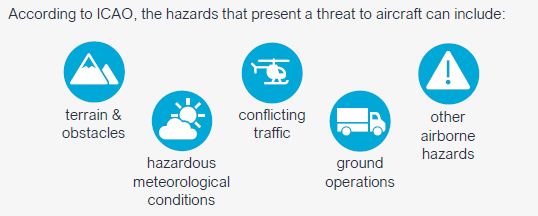 According to ICAO, the hazards that present a threat to aircraft can include:
terrain &
obstacles
hazardous
meteorological
conditions
conflicting
traffic
ground
operations
other
airborne
hazards